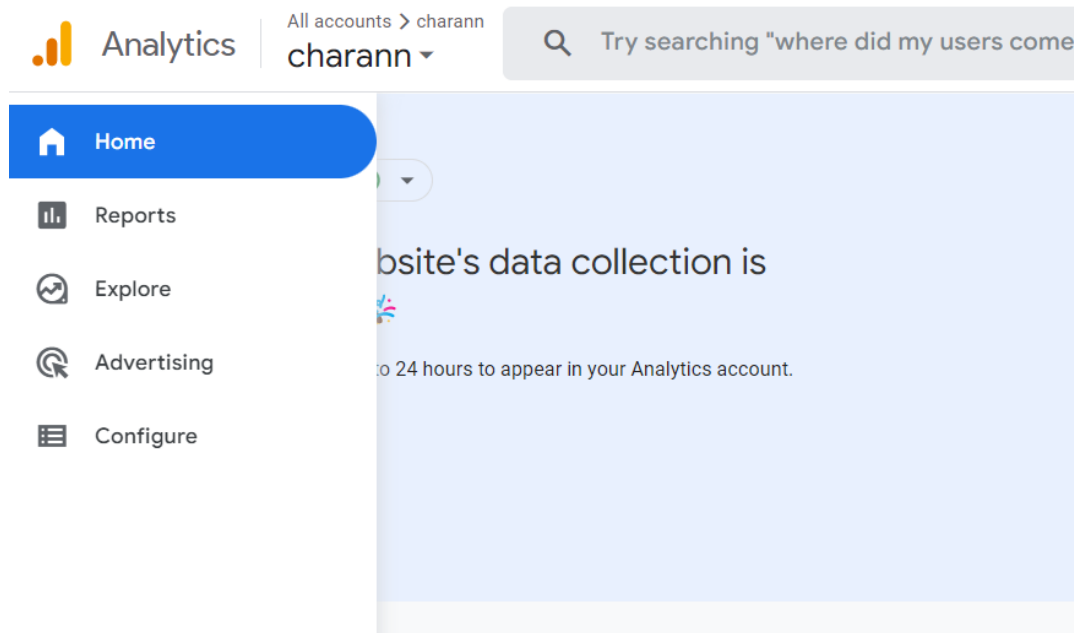 Analytics
All accounts > charann
charann
Try searching "where did my users come
Home
Reports
Explore
Advertising
Configure
bsite's data collection is
o 24 hours to appear in your Analytics account.